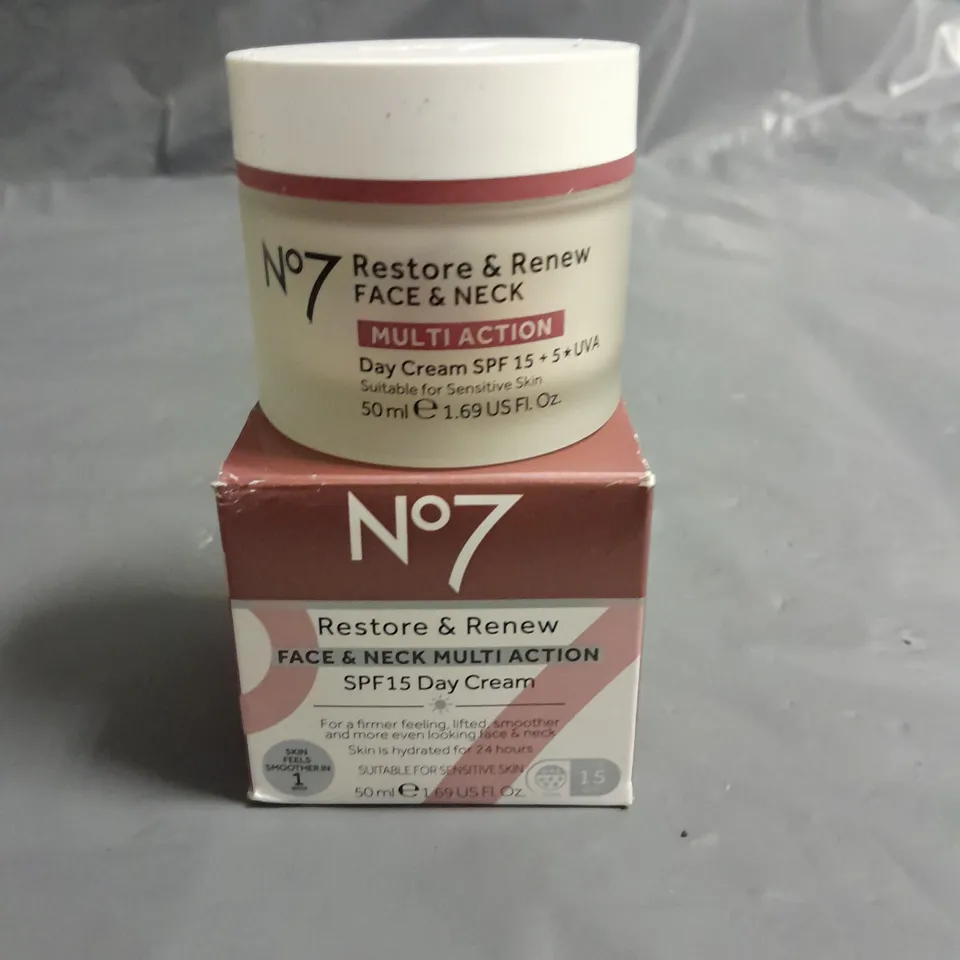 No7
Restore & Renew
FACE & NECK
MULTI ACTION
Day Cream SPF 15 + 5★UVA
Suitable for Sensitive Skin
50 ml ℮ 1.69 US Fl. Oz.
No7
Restore & Renew
FACE & NECK MULTI ACTION
SPF15 Day Cream
For a firmer feeling, lifted, smoother
and more even looking face & neck
Skin is hydrated for 24 hours
SKIN
FEELS
SMOOTHER IN
1
SUITABLE FOR SENSITIVE SKIN
15
50 ml ℮ 1.69 US Fl. Oz.